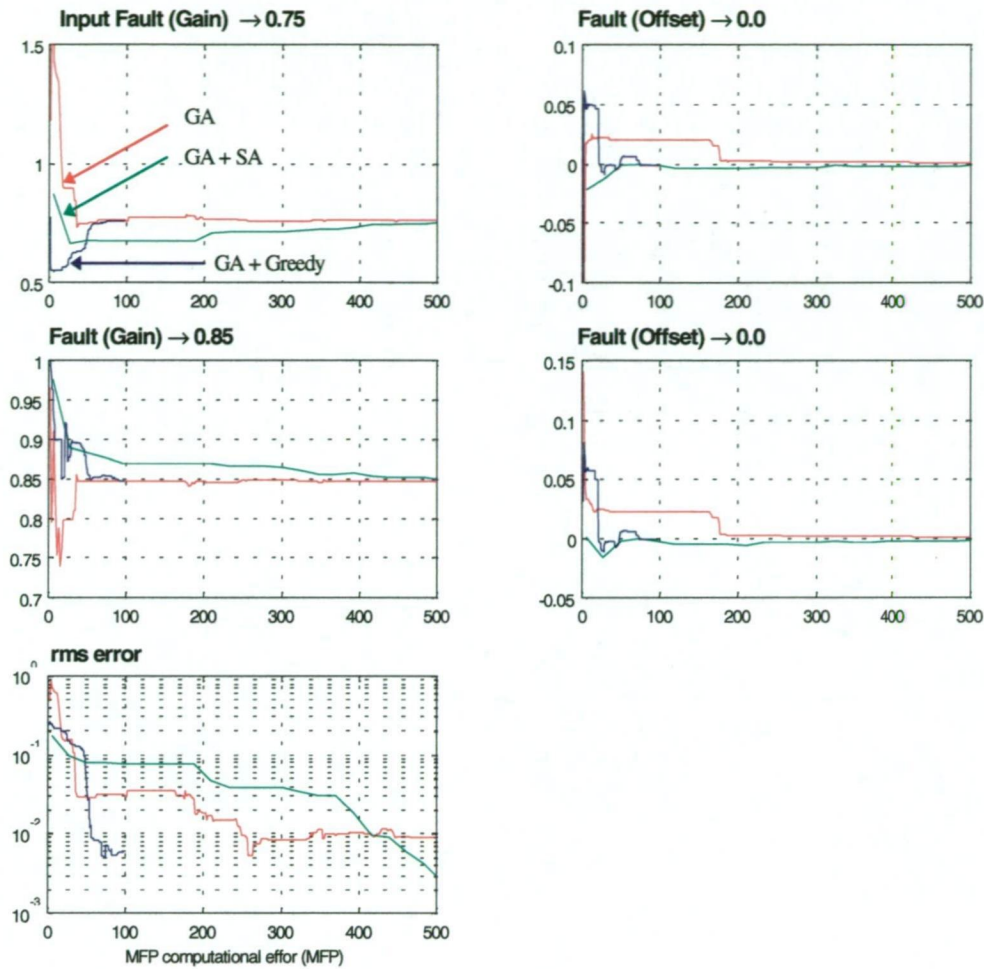 Input Fault (Gain) → 0.75
1.5
1
0.5
GA
GA + SA
GA + Greedy
0 100 200 300 400 500
Fault (Offset) → 0.0
0.1
0.05
0
-0.05
-0.1
0 100 200 300 400 500
Fault (Gain) → 0.85
1
0.95
0.9
0.85
0.8
0.75
0.7
0 100 200 300 400 500
Fault (Offset) → 0.0
0.15
0.1
0.05
0
-0.05
0 100 200 300 400 500
rms error
10⁰
10⁻¹
10⁻²
10⁻³
0 100 200 300 400 500
MFP computational effor (MFP)